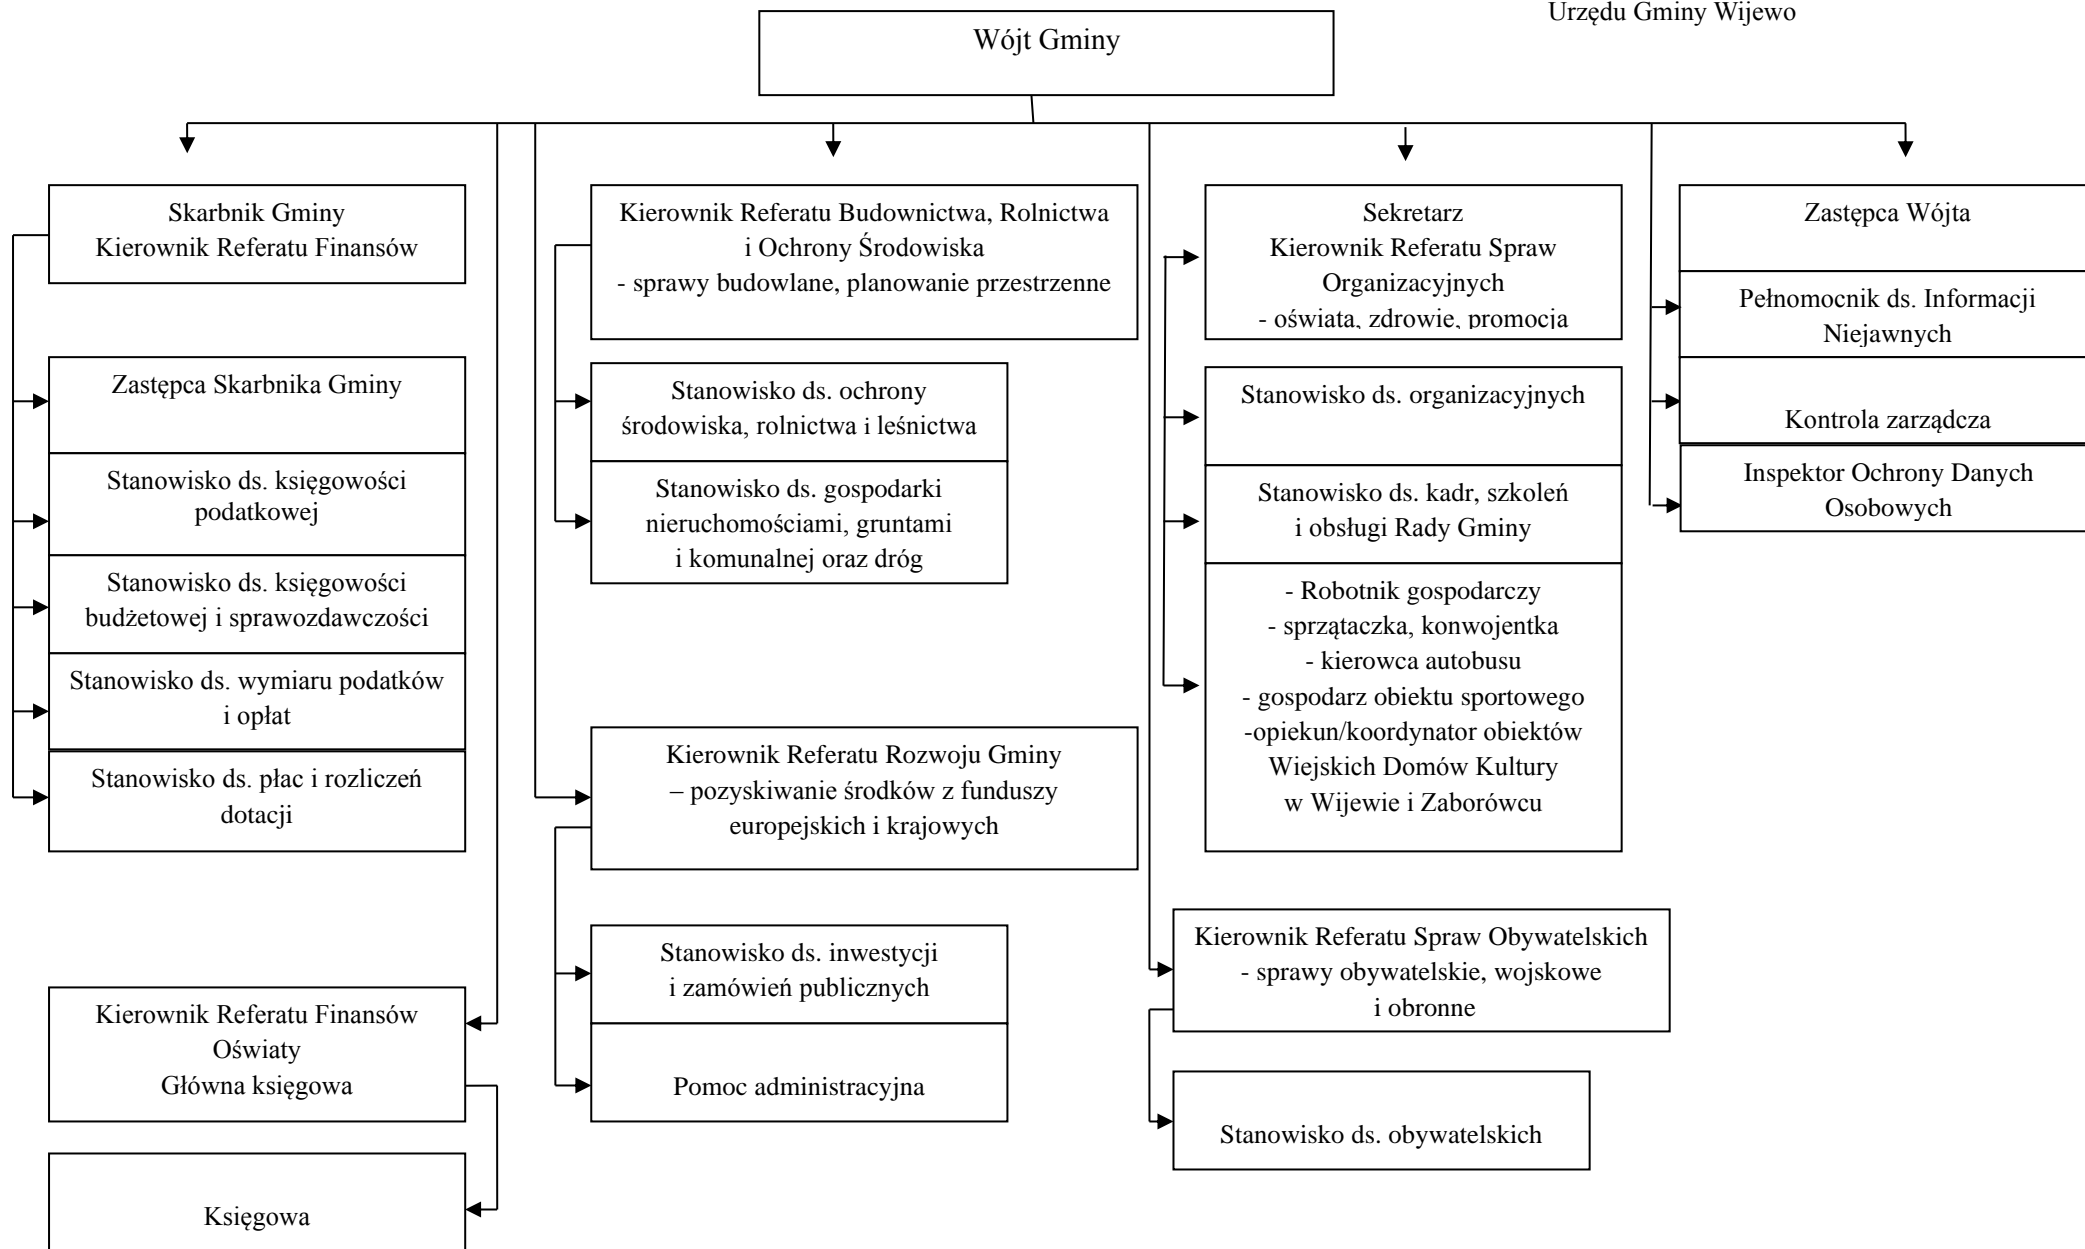 Urzędu Gminy Wijewo
Wójt Gminy
Skarbnik Gminy
Kierownik Referatu Finansów
Zastępca Skarbnika Gminy
Stanowisko ds. księgowości
podatkowej
Stanowisko ds. księgowości
budżetowej i sprawozdawczości
Stanowisko ds. wymiaru podatków
i opłat
Stanowisko ds. płac i rozliczeń
dotacji
Kierownik Referatu Finansów
Oświaty
Główna księgowa
Księgowa
Kierownik Referatu Budownictwa, Rolnictwa
i Ochrony Środowiska
- sprawy budowlane, planowanie przestrzenne
Stanowisko ds. ochrony
środowiska, rolnictwa i leśnictwa
Stanowisko ds. gospodarki
nieruchomościami, gruntami
i komunalnej oraz dróg
Kierownik Referatu Rozwoju Gminy
– pozyskiwanie środków z funduszy
europejskich i krajowych
Stanowisko ds. inwestycji
i zamówień publicznych
Pomoc administracyjna
Sekretarz
Kierownik Referatu Spraw
Organizacyjnych
- oświata, zdrowie, promocja
Stanowisko ds. organizacyjnych
Stanowisko ds. kadr, szkoleń
i obsługi Rady Gminy
- Robotnik gospodarczy
- sprzątaczka, konwojentka
- kierowca autobusu
- gospodarz obiektu sportowego
-opiekun/koordynator obiektów
Wiejskich Domów Kultury
w Wijewie i Zaborówcu
Kierownik Referatu Spraw Obywatelskich
- sprawy obywatelskie, wojskowe
i obronne
Stanowisko ds. obywatelskich
Zastępca Wójta
Pełnomocnik ds. Informacji
Niejawnych
Kontrola zarządcza
Inspektor Ochrony Danych
Osobowych